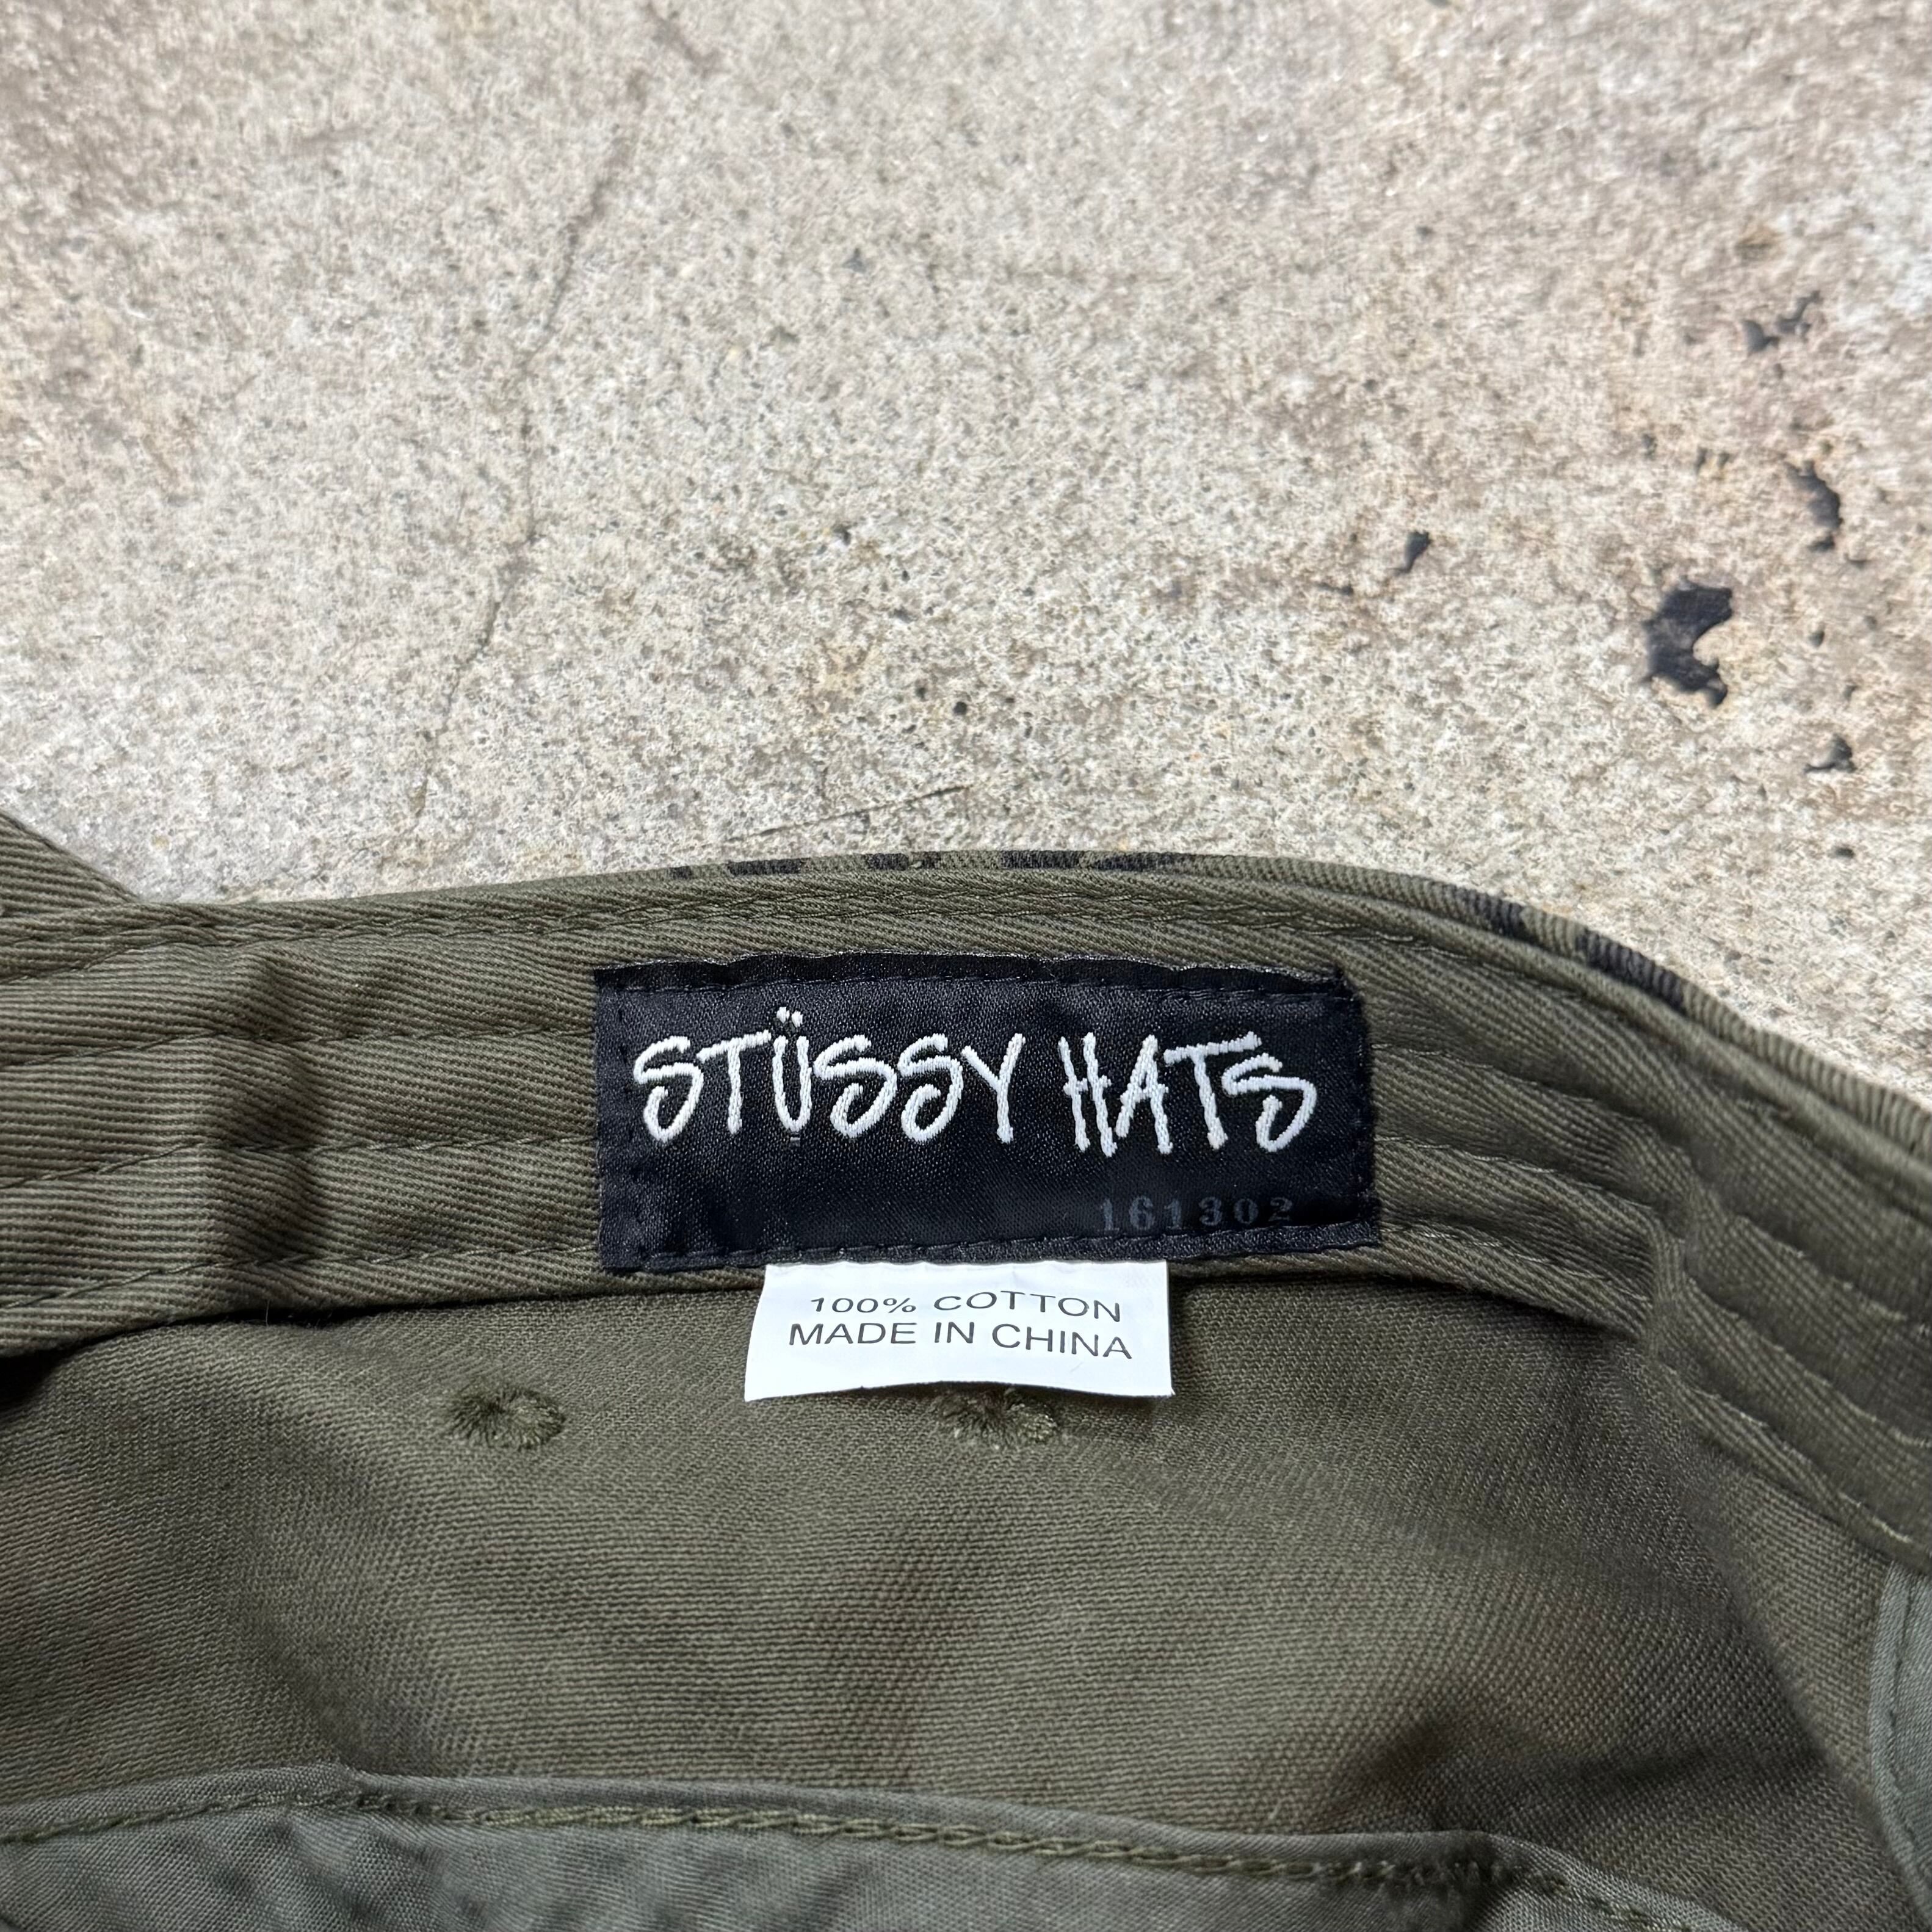 STÜSSY HATS
161302
100% COTTON
MADE IN CHINA